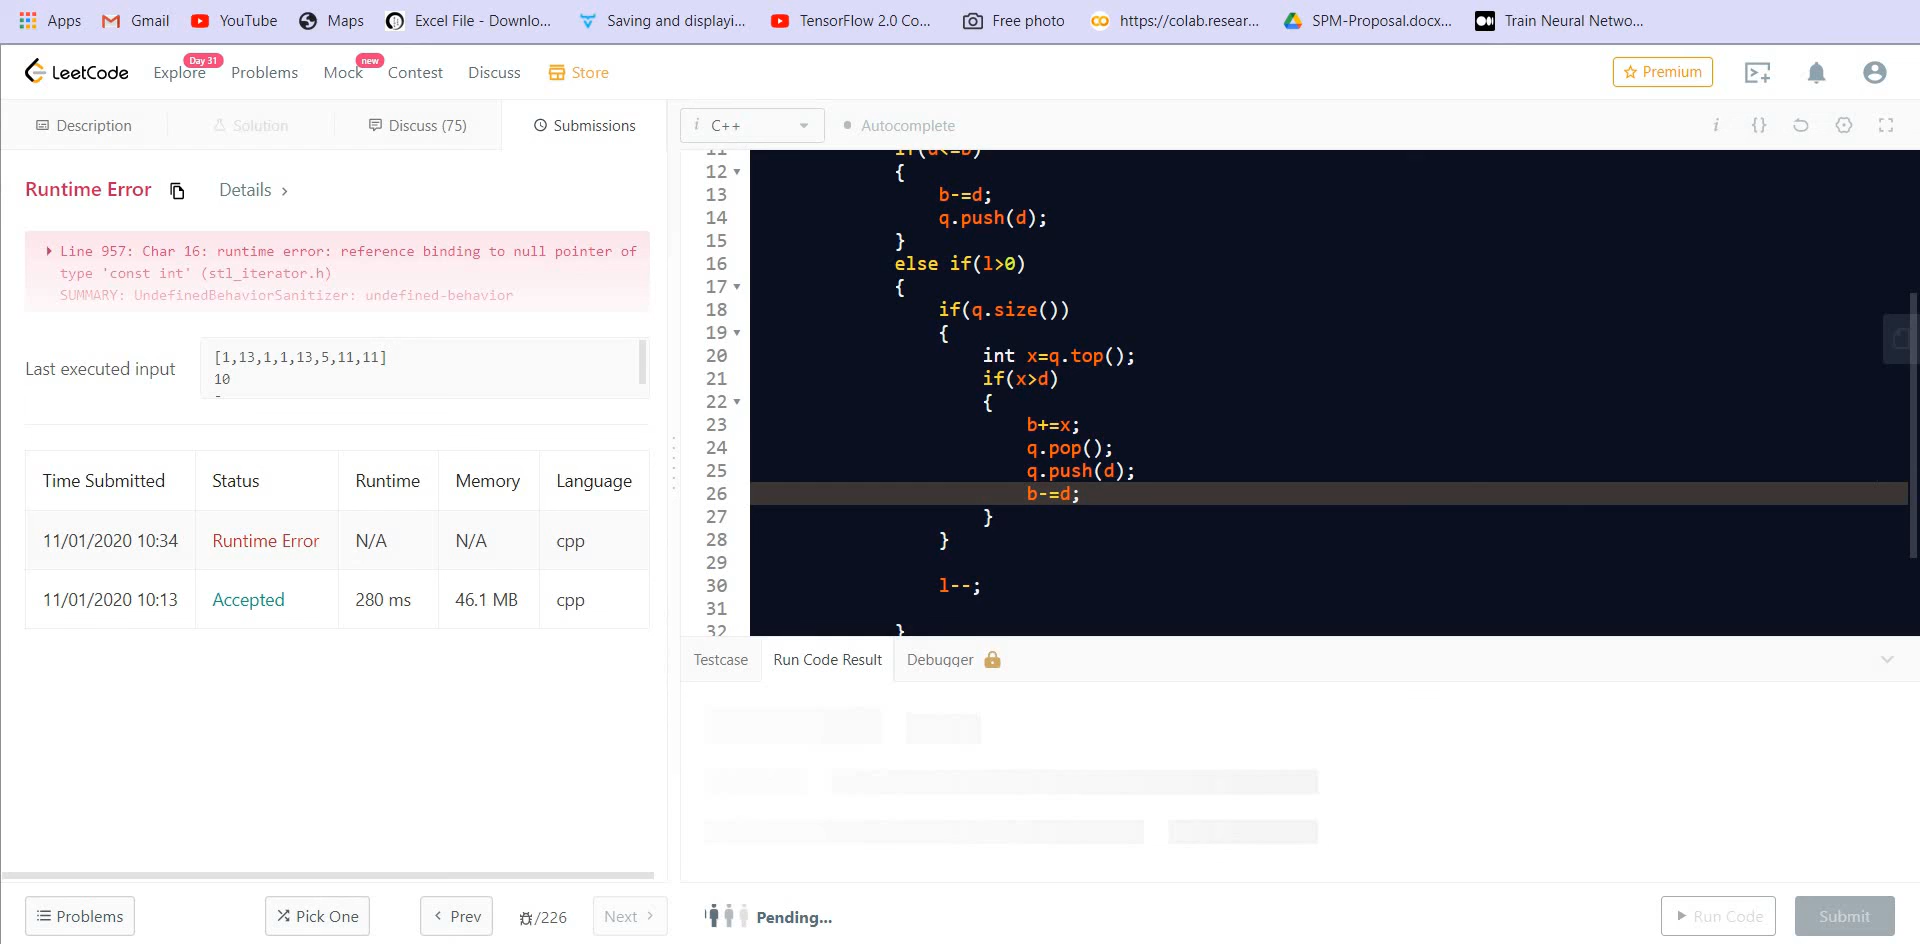 Apps
Gmail
YouTube
Maps
Excel File - Downlo...
Saving and displayi...
TensorFlow 2.0 Co...
Free photo
https://colab.resear...
SPM-Proposal.docx...
Train Neural Netwo...
LeetCode
Explore
Day 31
Problems
Mock
new
Contest
Discuss
Store
Premium
Description
Solution
Discuss (75)
Submissions
i C++
Autocomplete
i {}
Runtime Error
Details >
Line 957: Char 16: runtime error: reference binding to null pointer of
type 'const int' (stl_iterator.h)
SUMMARY: UndefinedBehaviorSanitizer: undefined-behavior
Last executed input
[1,13,1,1,13,5,11,11]
10
Time Submitted Status Runtime Memory Language
11/01/2020 10:34 Runtime Error N/A N/A cpp
11/01/2020 10:13 Accepted 280 ms 46.1 MB cpp
11 if(d<=b)
12 {
13 b-=d;
14 q.push(d);
15 }
16 else if(l>0)
17 {
18 if(q.size())
19 {
20 int x=q.top();
21 if(x>d)
22 {
23 b+=x;
24 q.pop();
25 q.push(d);
26 b-=d;
27 }
28 }
29
30 l--;
31
32 }
Testcase
Run Code Result
Debugger
Problems
Pick One
Prev
/226
Next
Pending...
Run Code
Submit